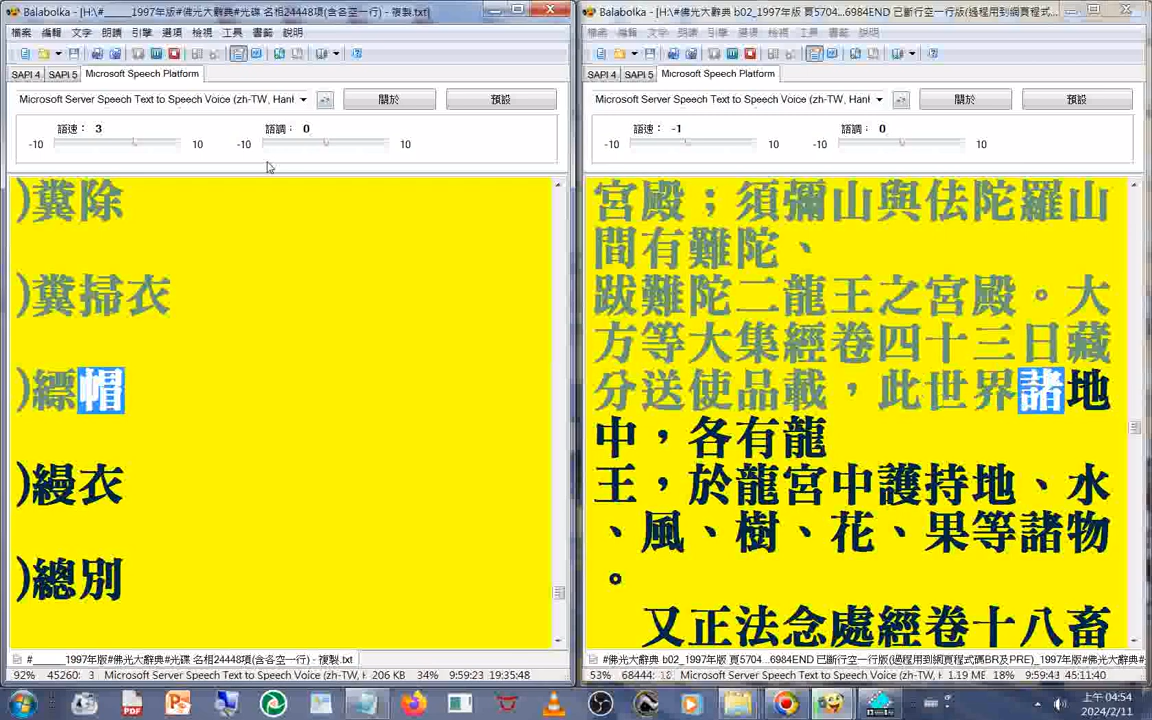 Balabolka - [H:\#_____1997年版#佛光大辭典#光碟 名相24448項(含各空一行) - 複製.txt]
檔案 編輯 文字 朗讀 引擎 選項 檢視 工具 書籤 說明
SAPI 4 SAPI 5 Microsoft Speech Platform
Microsoft Server Speech Text to Speech Voice (zh-TW, Hanl
關於 預設
語速： 3 語調： 0
-10 10 -10 10
)糞除
)糞掃衣
)縹帽
)縵衣
)總別
#______1997年版#佛光大辭典#光碟 名相24448項(含各空一行) - 複製.txt
92% 45260: 3 Microsoft Server Speech Text to Speech Voice (zh-TW, Han 206 KB 34% 9:59:23 19:35:48
Balabolka - [H:\#佛光大辭典 b02_1997年版 頁5704...6984END 已斷行空一行版(過程用到網頁程式...
檔案 編輯 文字 朗讀 引擎 選項 檢視 工具 書籤 說明
SAPI 4 SAPI 5 Microsoft Speech Platform
Microsoft Server Speech Text to Speech Voice (zh-TW, Hanl
關於 預設
語速： -1 語調： 0
-10 10 -10 10
宮殿；須彌山與佉陀羅山
間有難陀、
跋難陀二龍王之宮殿。大
方等大集經卷四十三日藏
分送使品載，此世界諸地
中，各有龍
王，於龍宮中護持地、水
、風、樹、花、果等諸物
。
又正法念處經卷十八畜
#佛光大辭典 b02_1997年版 頁5704...6984END 已斷行空一行版(過程用到網頁程式碼BR及PRE)_1997年版#佛光大辭典#
53% Microsoft Server Speech Text to Speech Voice (zh-TW, Han 1.19 ME 18% 9:59:43 45:11:40
上午 04:54
2024/2/11